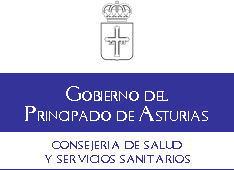 GOBIERNO DEL
PRINCIPADO DE ASTURIAS
CONSEJERIA DE SALUD
Y SERVICIOS SANITARIOS